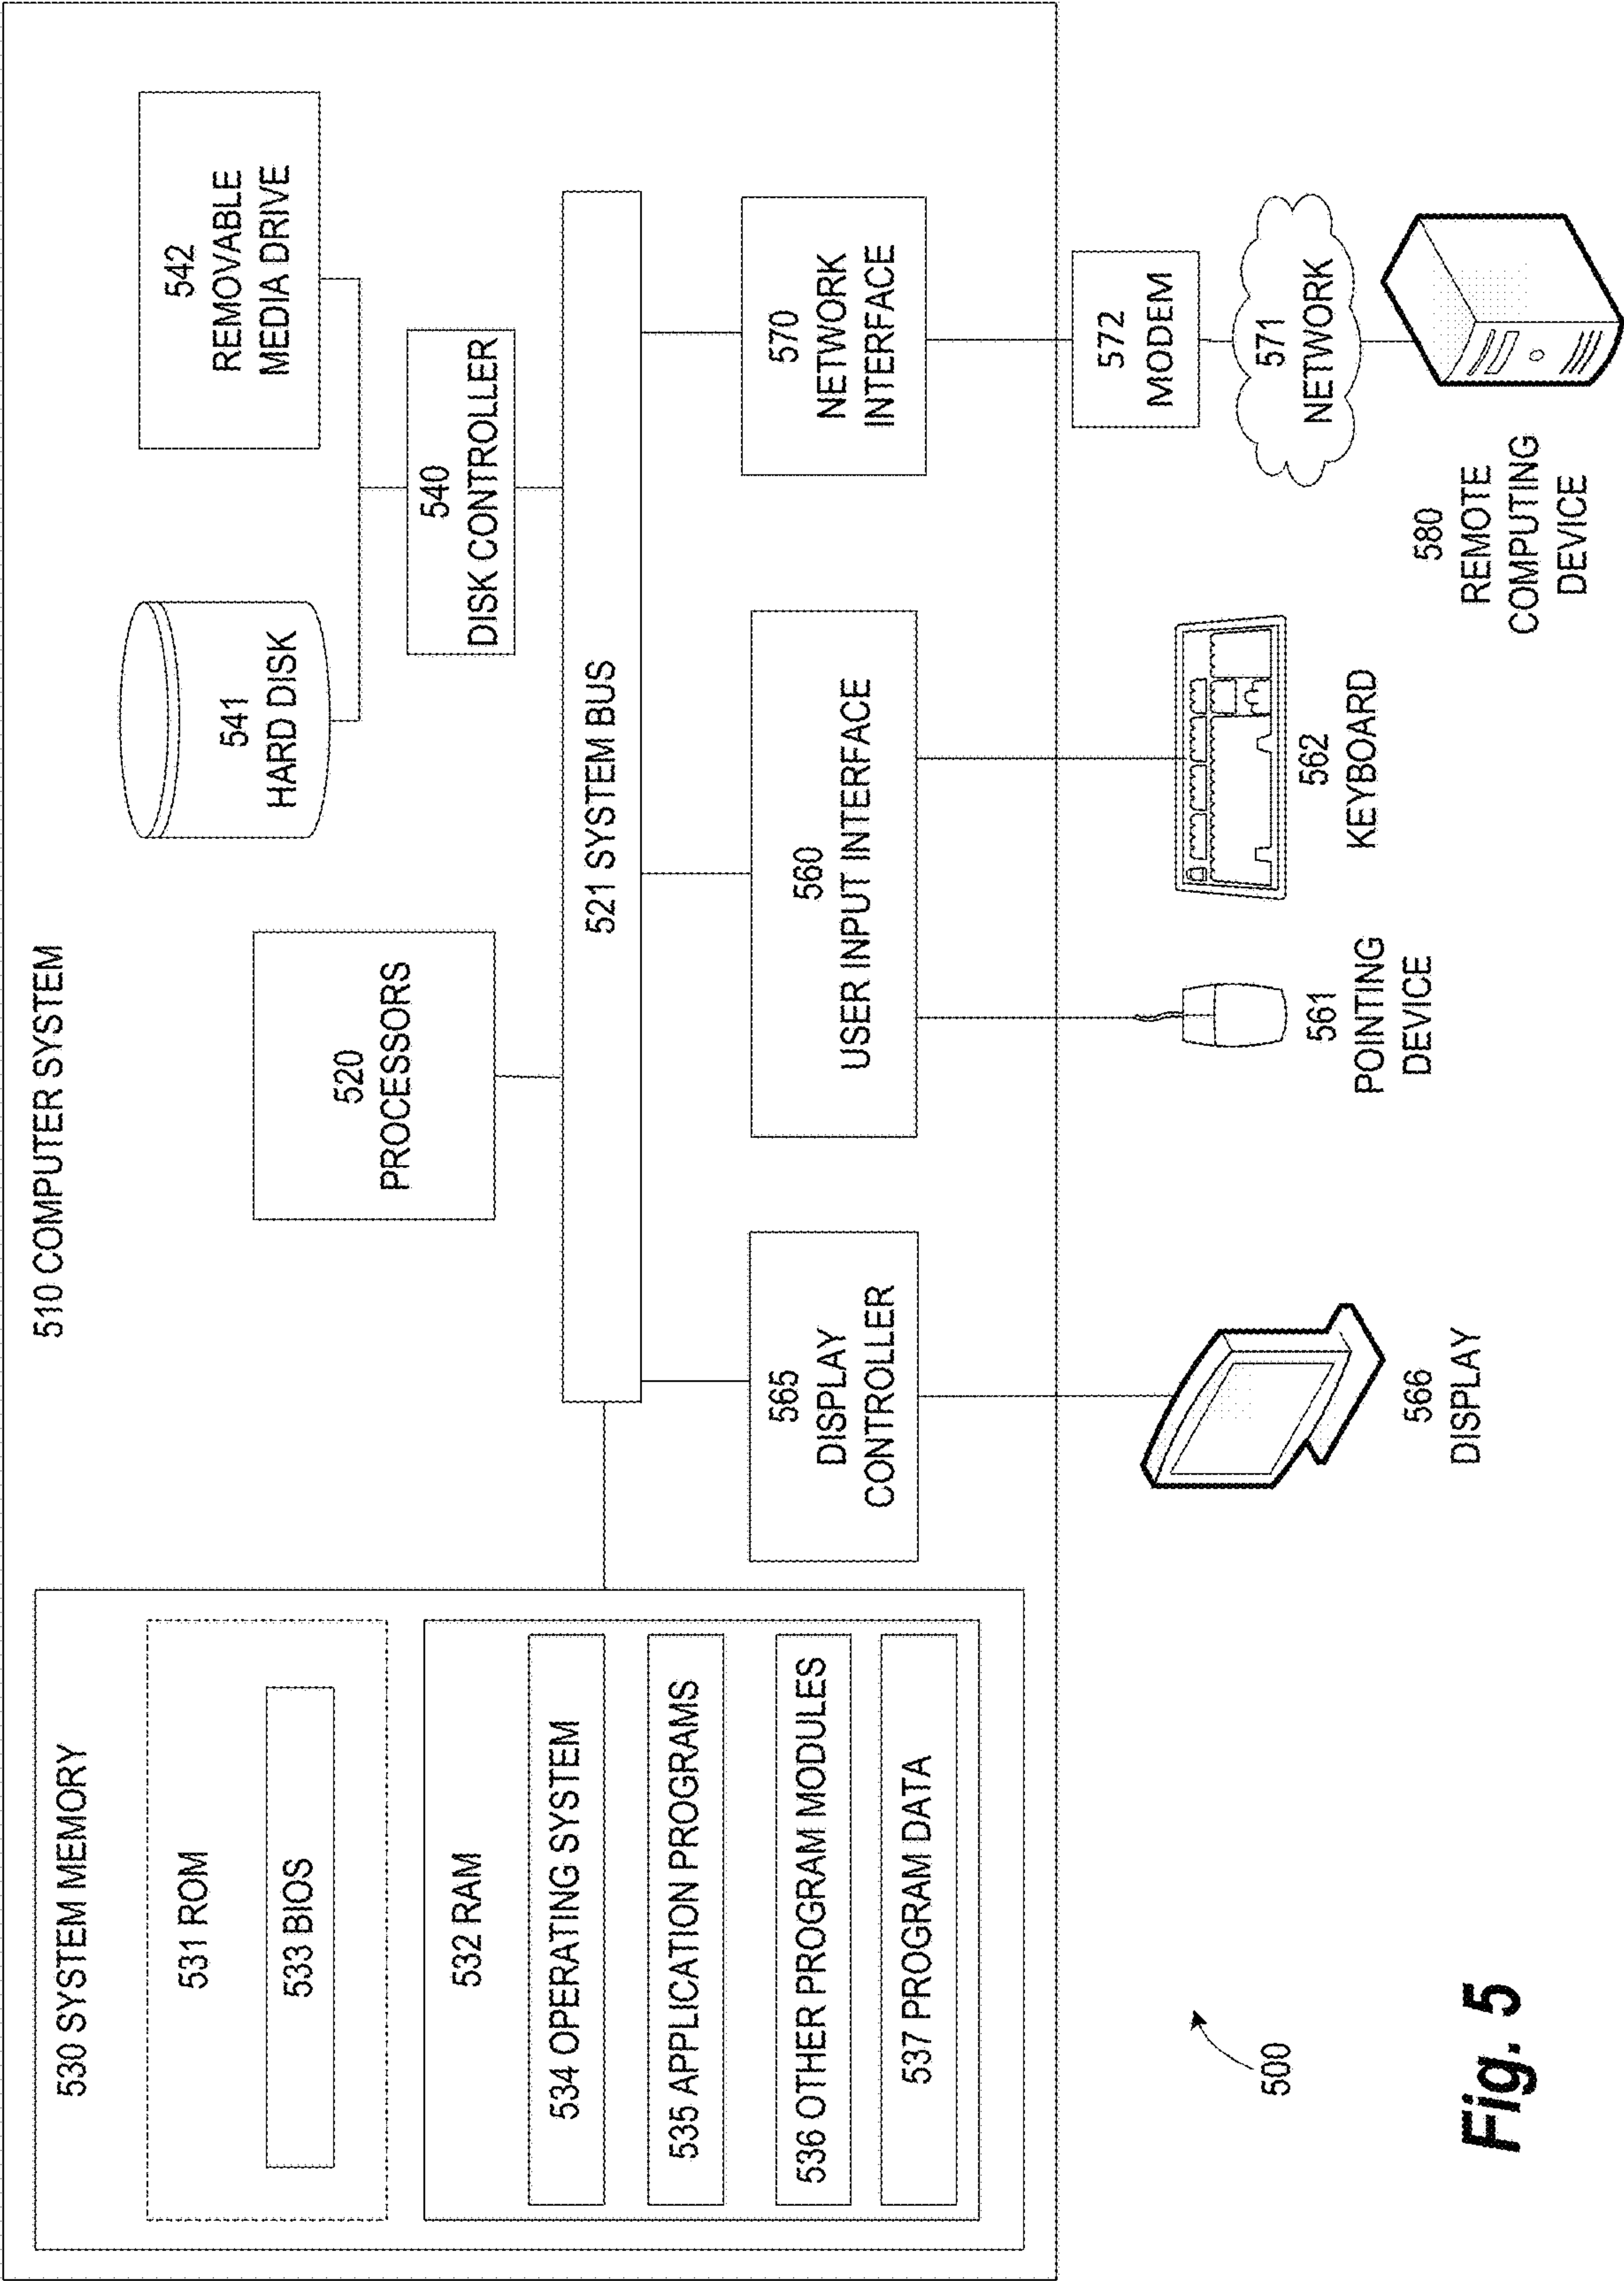 510 COMPUTER SYSTEM
530 SYSTEM MEMORY
531 ROM
533 BIOS
532 RAM
534 OPERATING SYSTEM
535 APPLICATION PROGRAMS
536 OTHER PROGRAM MODULES
537 PROGRAM DATA
520
PROCESSORS
541
HARD DISK
542
REMOVABLE
MEDIA DRIVE
540
DISK CONTROLLER
521 SYSTEM BUS
565
DISPLAY
CONTROLLER
560
USER INPUT INTERFACE
570
NETWORK
INTERFACE
572
MODEM
571
NETWORK
566
DISPLAY
561
POINTING
DEVICE
562
KEYBOARD
580
REMOTE
COMPUTING
DEVICE
500
Fig. 5